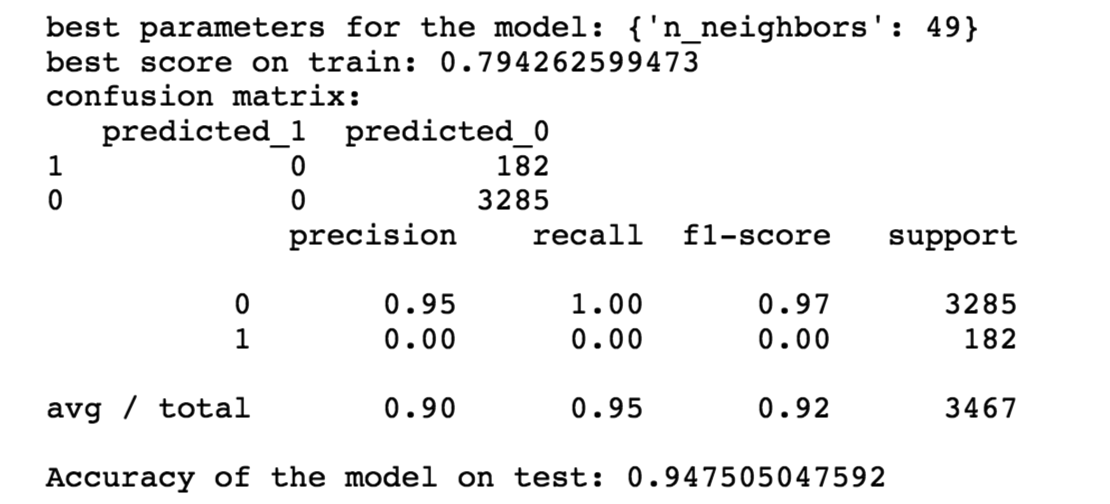 best parameters for the model: {'n_neighbors': 49}
best score on train: 0.794262599473
confusion matrix:
predicted_1 predicted_0
1 0 182
0 0 3285
precision recall f1-score support
0 0.95 1.00 0.97 3285
1 0.00 0.00 0.00 182
avg / total 0.90 0.95 0.92 3467
Accuracy of the model on test: 0.947505047592